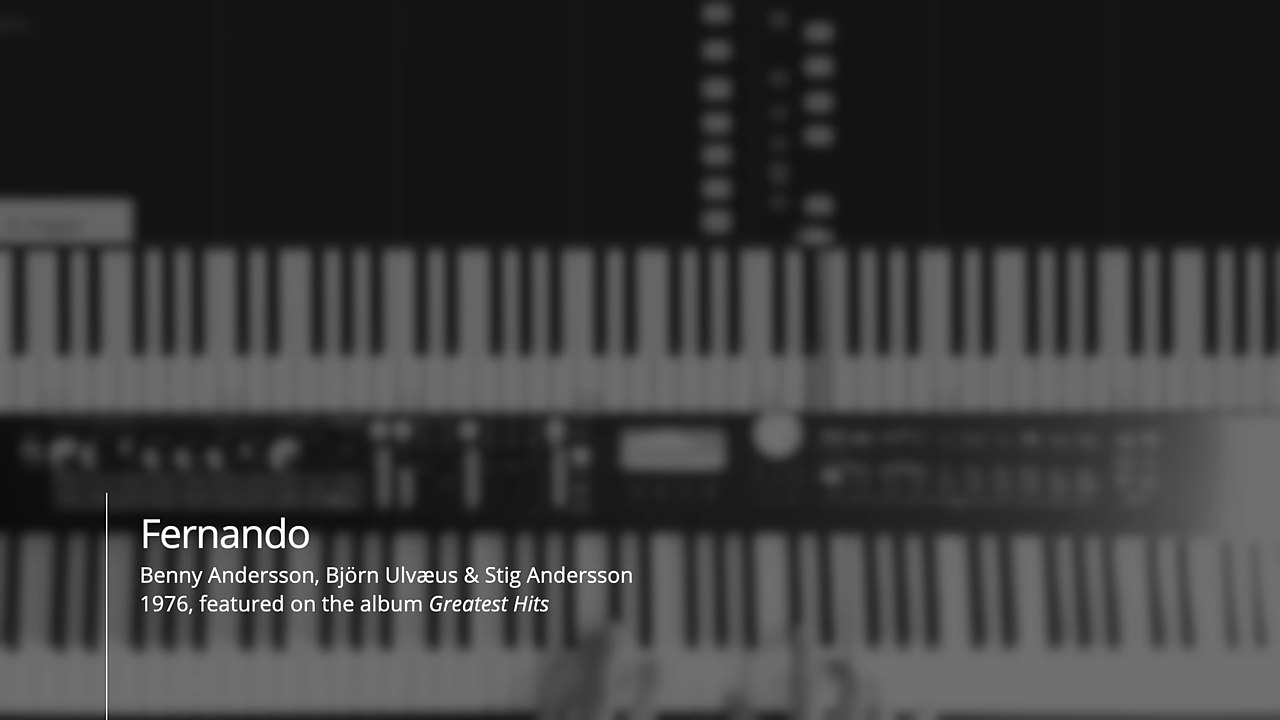 Fernando
Benny Andersson, Björn Ulvæus & Stig Andersson
1976, featured on the album Greatest Hits